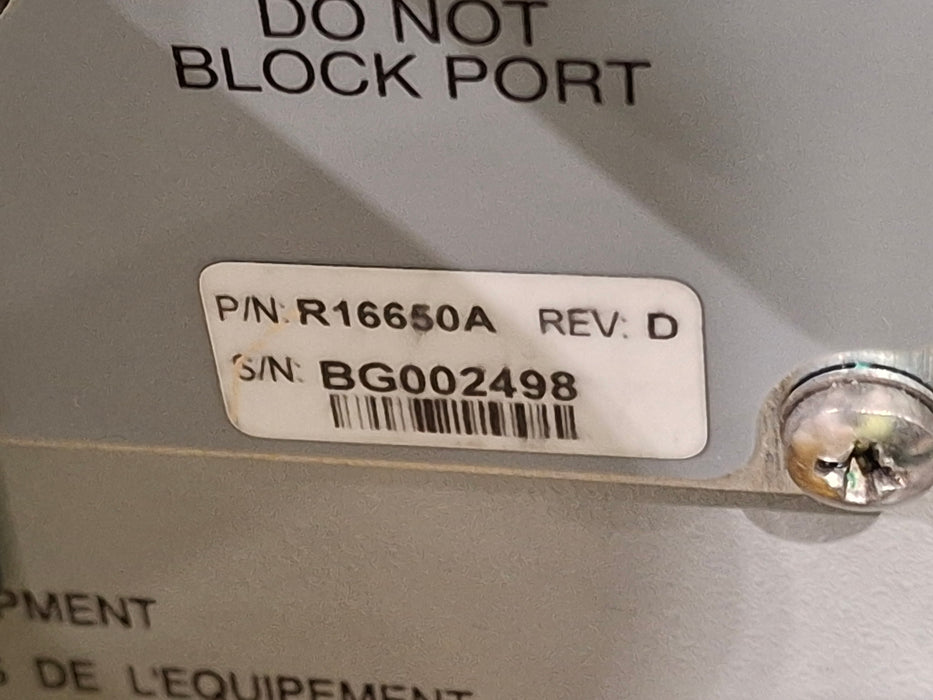 DO NOT
BLOCK PORT
P/N: R16650A REV: D
S/N: BG002498
PMENT
DE L'EQUIPEMENT